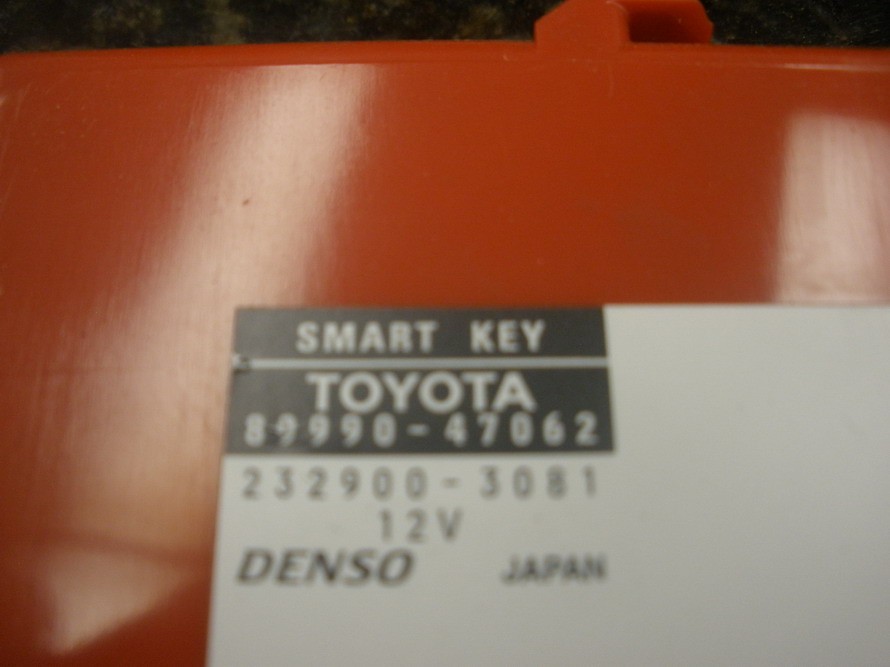 SMART KEY
TOYOTA
89990-47062
232900-3081
12V
DENSO JAPAN